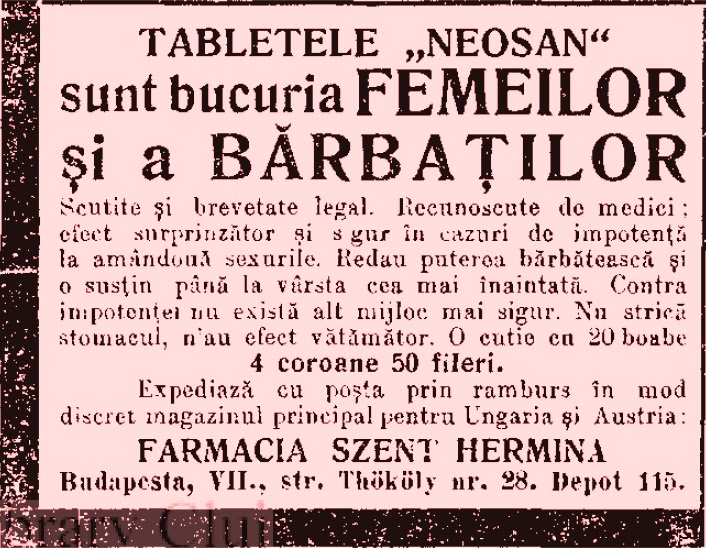 TABLETELE „NEOSAN“
sunt bucuria FEMEILOR
și a BĂRBAȚILOR
Scutite și brevetate legal. Recunoscute de medici;
efect surprinzător și sigur în cazuri de impotență
la amândouă sexurile. Redau puterea bărbătească și
o susțin până la vârsta cea mai înaintată. Contra
impotenței nu există alt mijloc mai sigur. Nu strică
stomacul, n'au efect vătămător. O cutie cu 20 boabe
4 coroane 50 fileri.
Expediază cu poșta prin ramburs în mod
discret magazinul principal pentru Ungaria și Austria:
FARMACIA SZENT HERMINA
Budapesta, VII., str. Thököly nr. 28. Depot 115.
brary Cluj